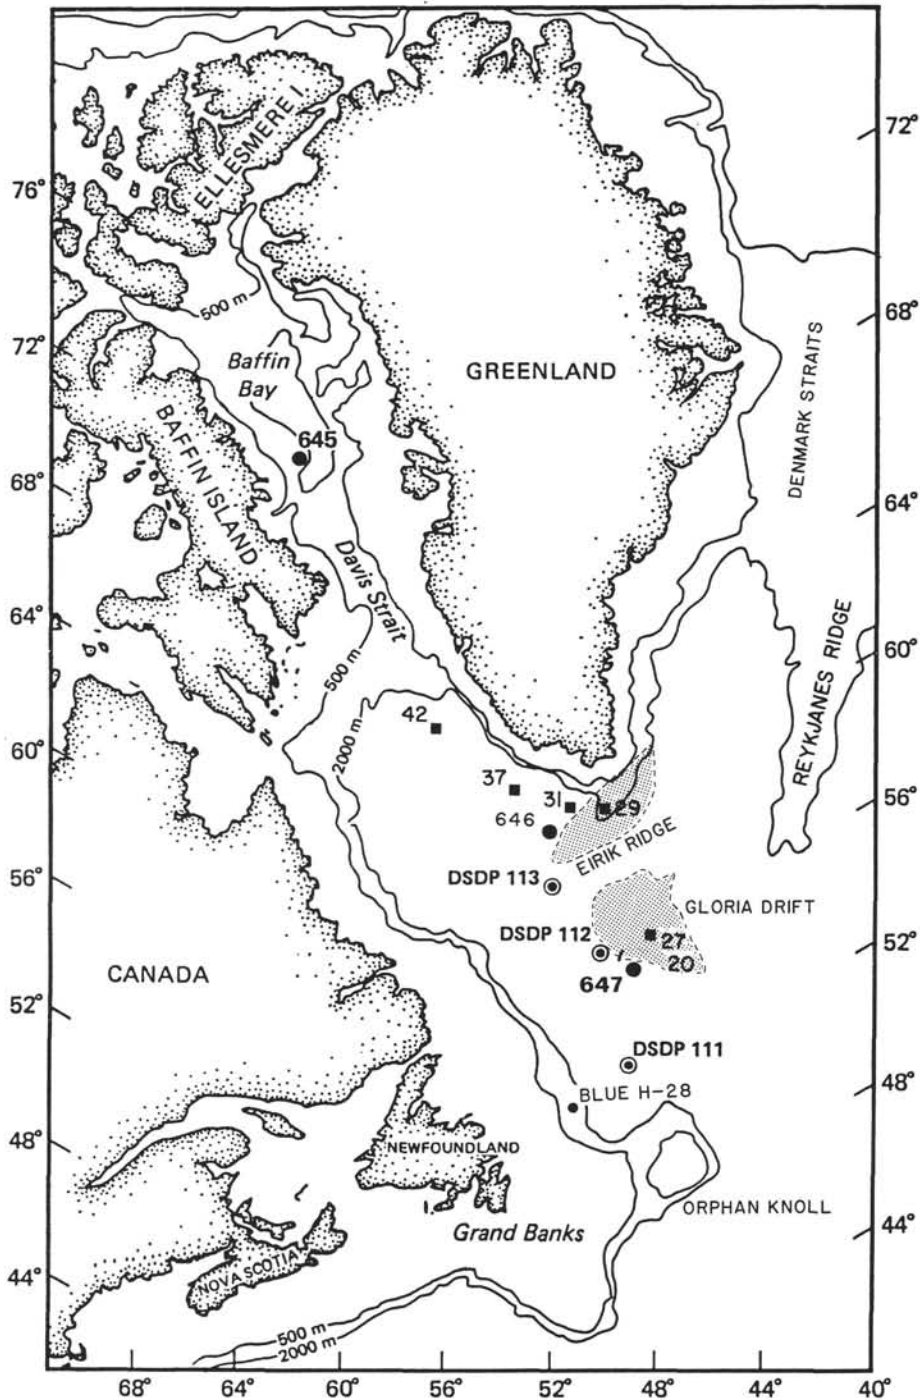 ELLESMERE I
72°
76°
500 m
68°
72°
Baffin
Bay
GREENLAND
DENMARK STRAITS
645
BAFFIN ISLAND
68°
64°
Davis Strait
64°
60°
500 m
REYKJANES RIDGE
42
2000 m
60°
37
31
29
56°
646
EIRIK RIDGE
DSDP 113
56°
GLORIA DRIFT
DSDP 112
27
52°
20
CANADA
647
52°
DSDP 111
BLUE H-28
48°
48°
NEWFOUNDLAND
ORPHAN KNOLL
Grand Banks
44°
NOVA SCOTIA
44°
500 m
2000 m
68°
64°
60°
56°
52°
48°
44°
40°